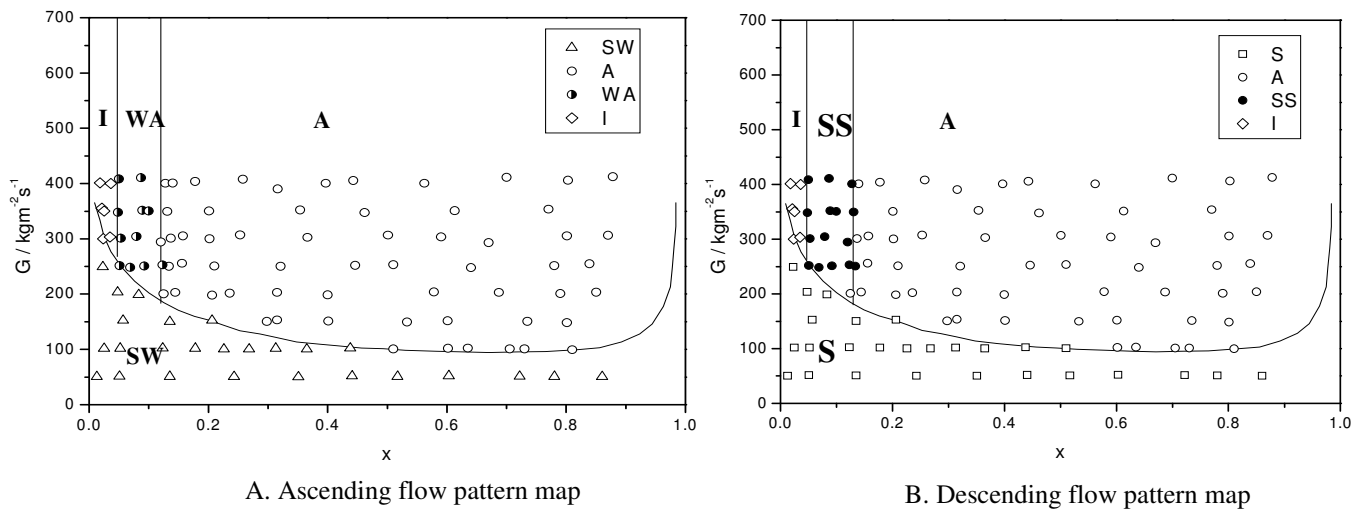 700
600
500
400
300
200
100
0
G / kgm⁻²s⁻¹
0.0 0.2 0.4 0.6 0.8 1.0
x
I WA A
SW
SW
A
WA
I
A. Ascending flow pattern map
700
600
500
400
300
200
100
0
G / kgm⁻²s⁻¹
0.0 0.2 0.4 0.6 0.8 1.0
x
I SS A
S
S
A
SS
I
B. Descending flow pattern map